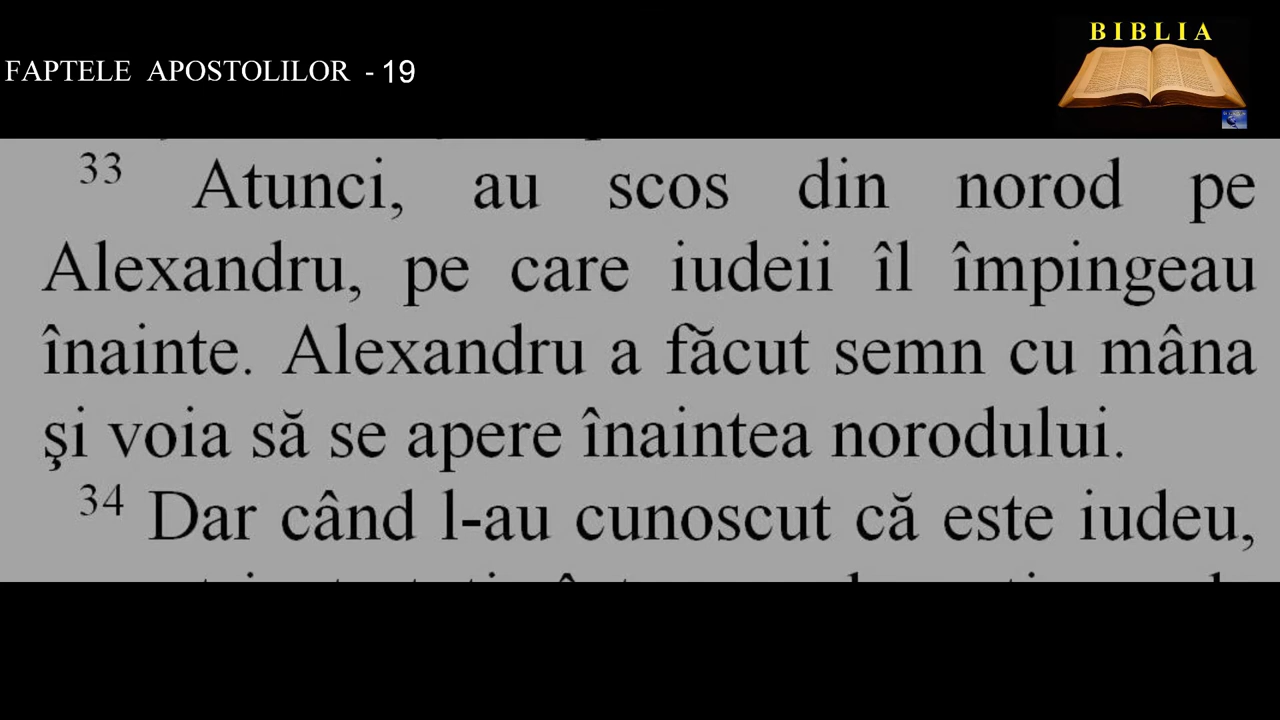 BIBLIA
FAPTELE APOSTOLILOR - 19
33 Atunci, au scos din norod pe
Alexandru, pe care iudeii îl împingeau
înainte. Alexandru a făcut semn cu mâna
şi voia să se apere înaintea norodului.
34 Dar când l-au cunoscut că este iudeu,